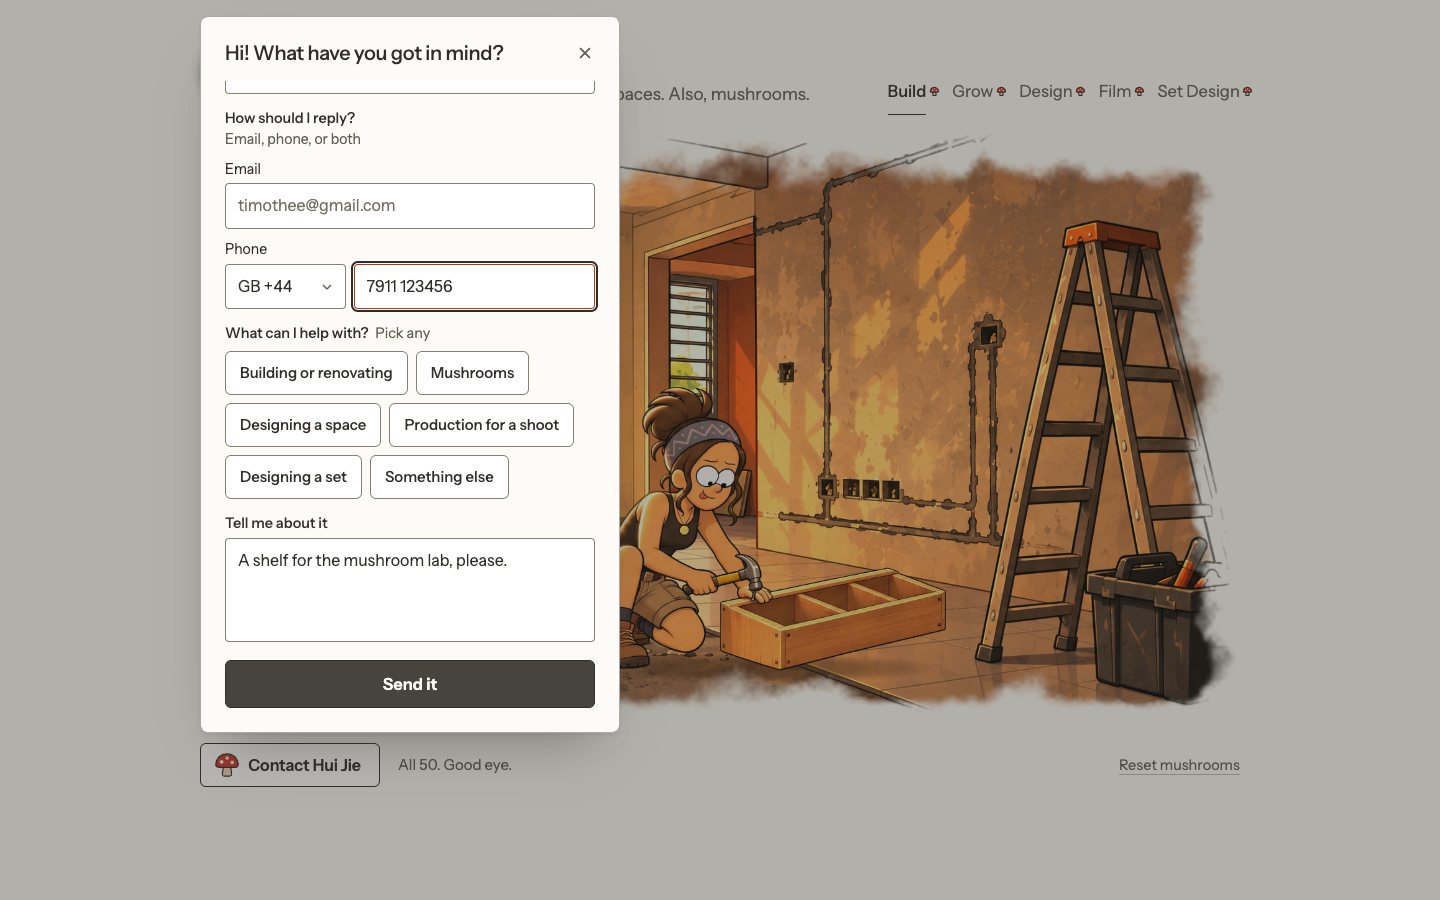 Hi! What have you got in mind?
How should I reply?
Email, phone, or both
Email
timothee@gmail.com
Phone
GB +44
7911 123456
What can I help with? Pick any
Building or renovating
Mushrooms
Designing a space
Production for a shoot
Designing a set
Something else
Tell me about it
A shelf for the mushroom lab, please.
Send it
Also, mushrooms.
Build
Grow
Design
Film
Set Design
Contact Hui Jie
All 50. Good eye.
Reset mushrooms